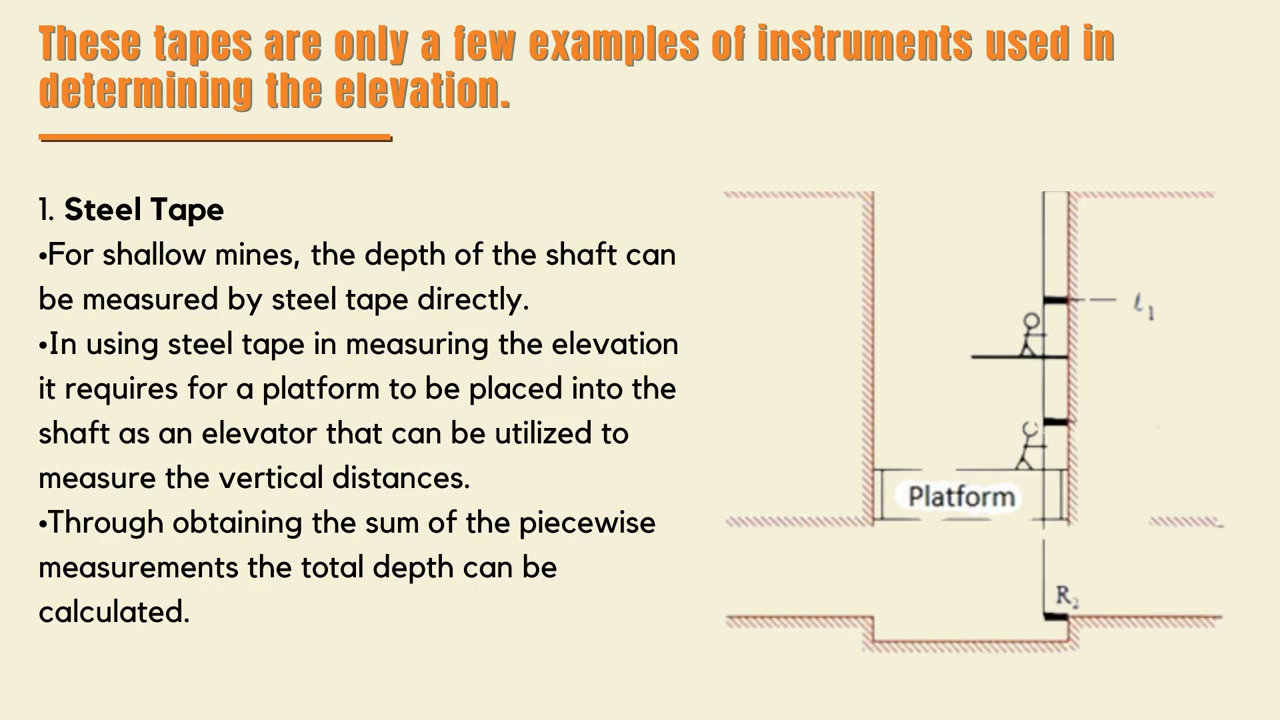 These tapes are only a few examples of instruments used in
determining the elevation.
1. Steel Tape
•For shallow mines, the depth of the shaft can
be measured by steel tape directly.
•In using steel tape in measuring the elevation
it requires for a platform to be placed into the
shaft as an elevator that can be utilized to
measure the vertical distances.
•Through obtaining the sum of the piecewise
measurements the total depth can be
calculated.
ℓ₁
Platform
R₂